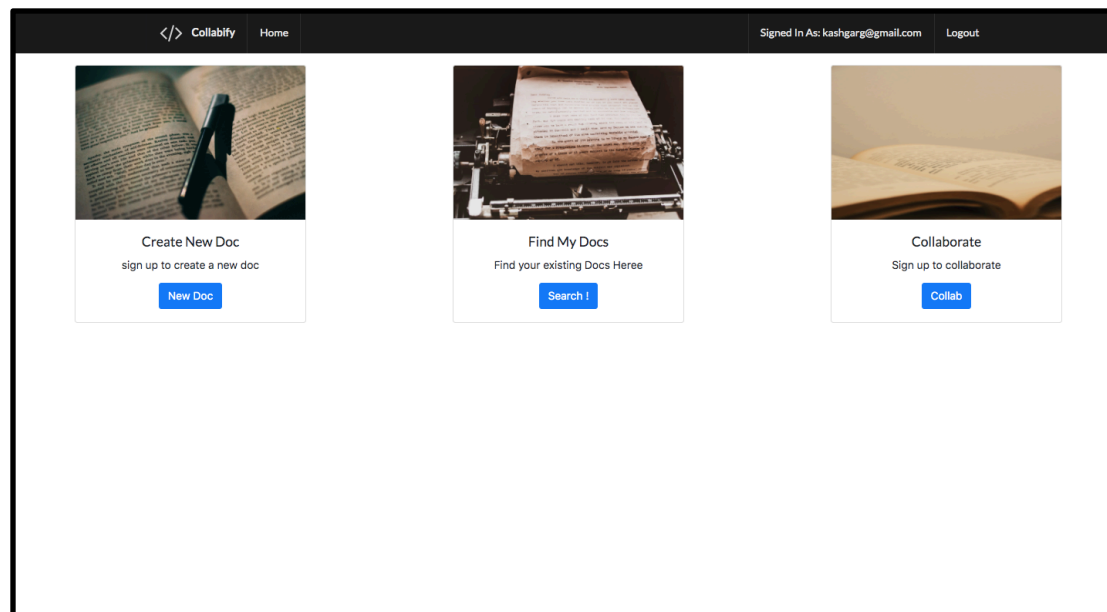 </> Collabify Home Signed In As: kashgarg@gmail.com Logout
Create New Doc
sign up to create a new doc
New Doc
Find My Docs
Find your existing Docs Heree
Search !
Collaborate
Sign up to collaborate
Collab